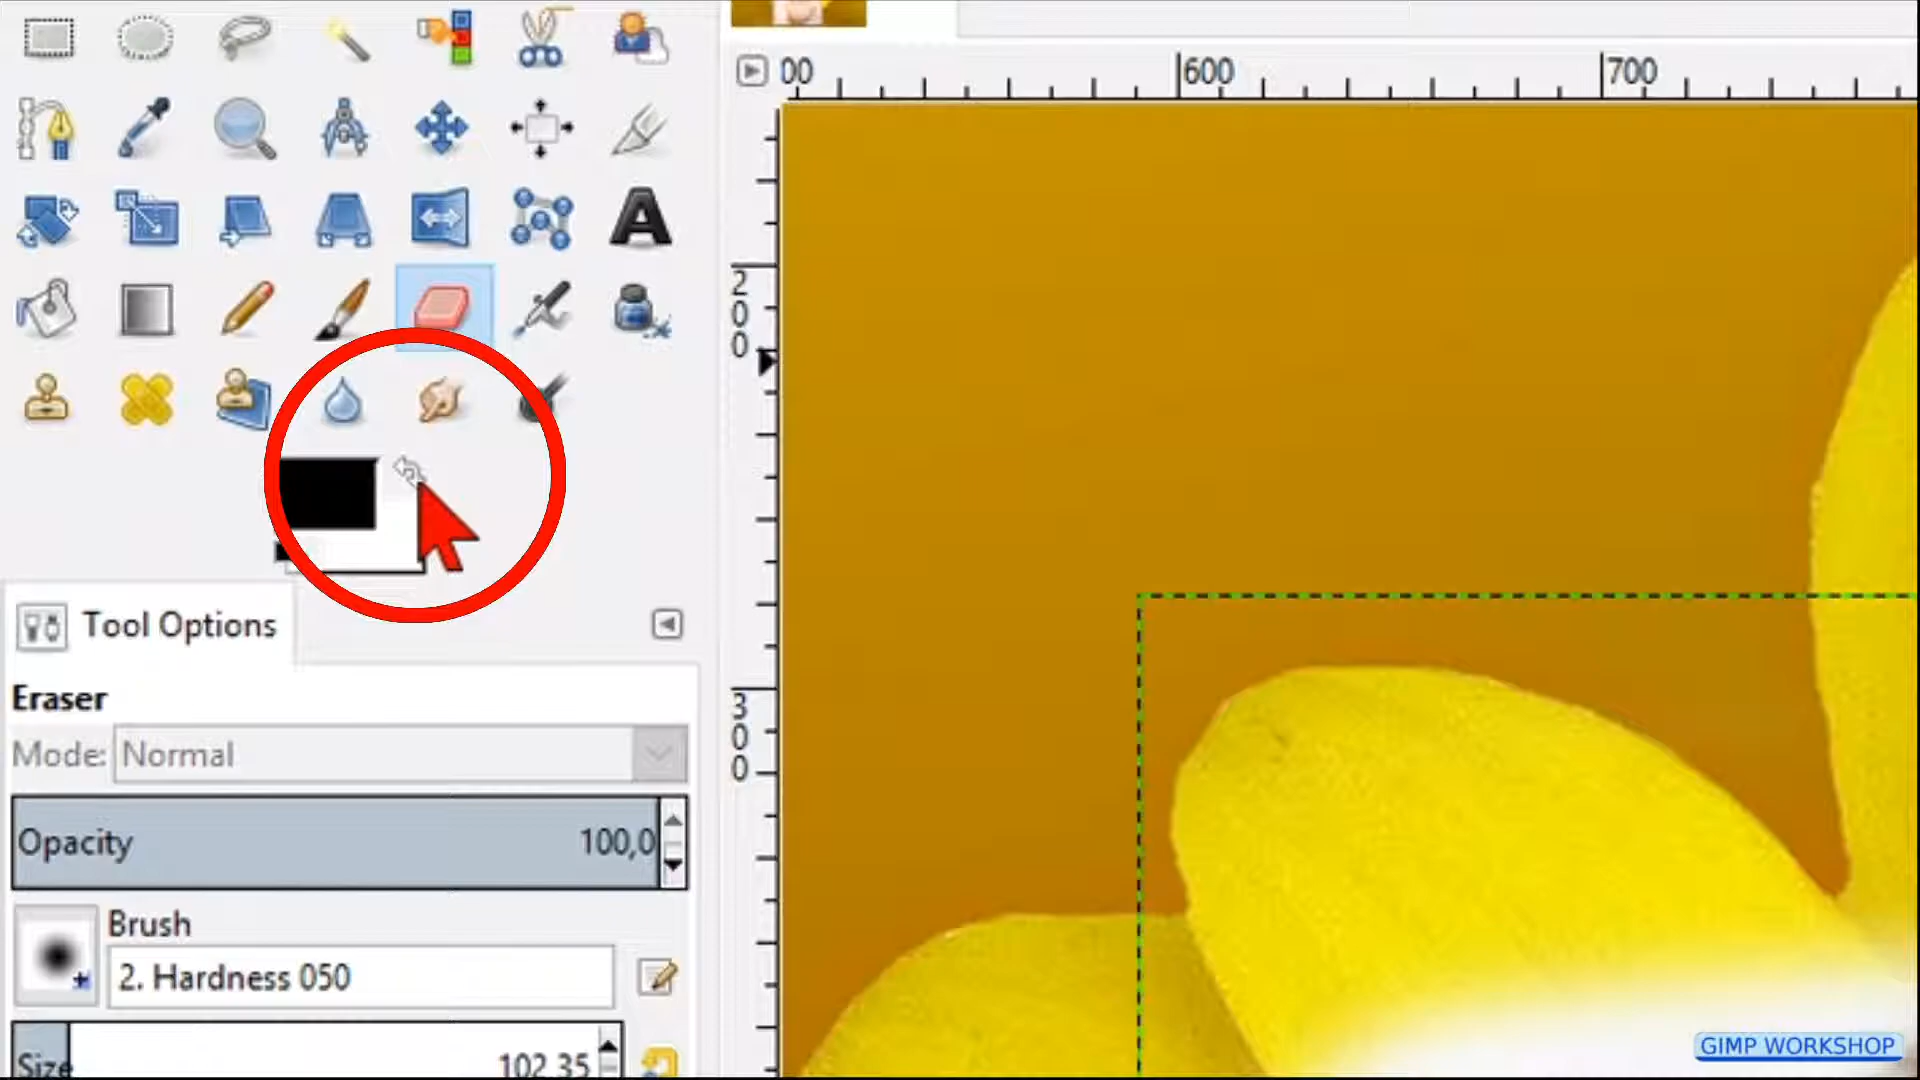 00
600
700
A
200
300
Tool Options
Eraser
Mode: Normal
Opacity 100,0
Brush
2. Hardness 050
Size 102,35
GIMP WORKSHOP